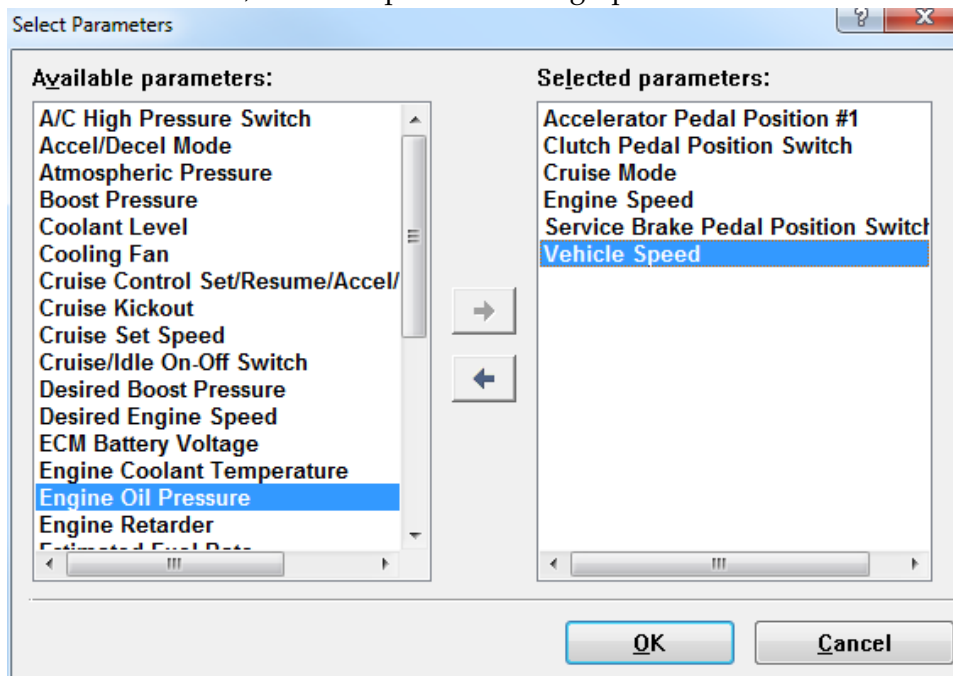 Select Parameters
Available parameters:
A/C High Pressure Switch
Accel/Decel Mode
Atmospheric Pressure
Boost Pressure
Coolant Level
Cooling Fan
Cruise Control Set/Resume/Accel/
Cruise Kickout
Cruise Set Speed
Cruise/Idle On-Off Switch
Desired Boost Pressure
Desired Engine Speed
ECM Battery Voltage
Engine Coolant Temperature
Engine Oil Pressure
Engine Retarder
Estimated Fuel Rate
Selected parameters:
Accelerator Pedal Position #1
Clutch Pedal Position Switch
Cruise Mode
Engine Speed
Service Brake Pedal Position Switch
Vehicle Speed
OK
Cancel